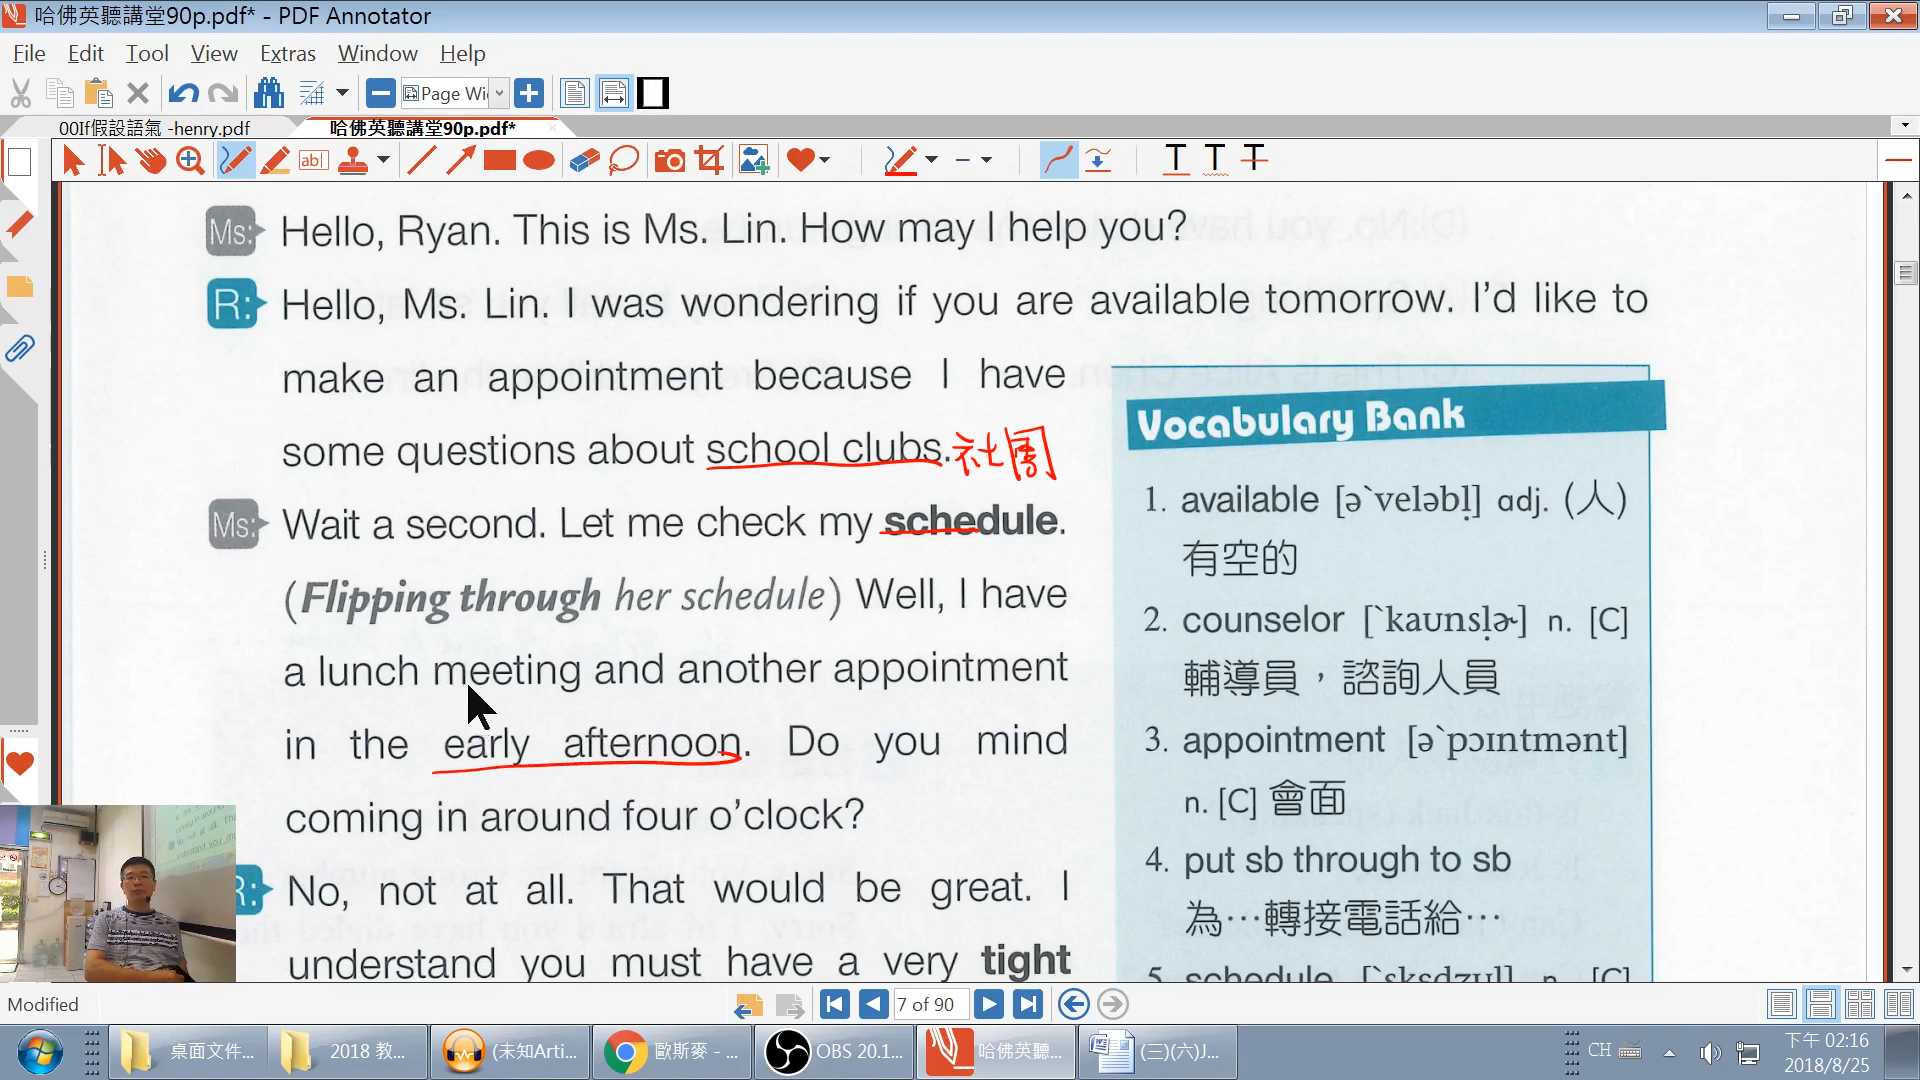 哈佛英聽講堂90p.pdf* - PDF Annotator
File Edit Tool View Extras Window Help
Page Wi
00If假設語氣 -henry.pdf
哈佛英聽講堂90p.pdf*
Ms: Hello, Ryan. This is Ms. Lin. How may I help you?
R: Hello, Ms. Lin. I was wondering if you are available tomorrow. I'd like to
make an appointment because I have
some questions about school clubs. 社團
Ms: Wait a second. Let me check my schedule.
(Flipping through her schedule) Well, I have
a lunch meeting and another appointment
in the early afternoon. Do you mind
coming in around four o'clock?
R: No, not at all. That would be great. I
understand you must have a very tight
Vocabulary Bank
1. available [ə`veləbḷ] adj. (人)
有空的
2. counselor [`kaʊnsḷɚ] n. [C]
輔導員，諮詢人員
3. appointment [ə`pɔɪntmənt]
n. [C] 會面
4. put sb through to sb
為…轉接電話給…
5. schedule [`skɛdʒʊl] n. [C]
Modified
7 of 90
桌面文件...
2018 教...
(未知Arti...
歐斯麥 - ...
OBS 20.1...
哈佛英聽...
(三)(六)J...
CH
下午 02:16
2018/8/25